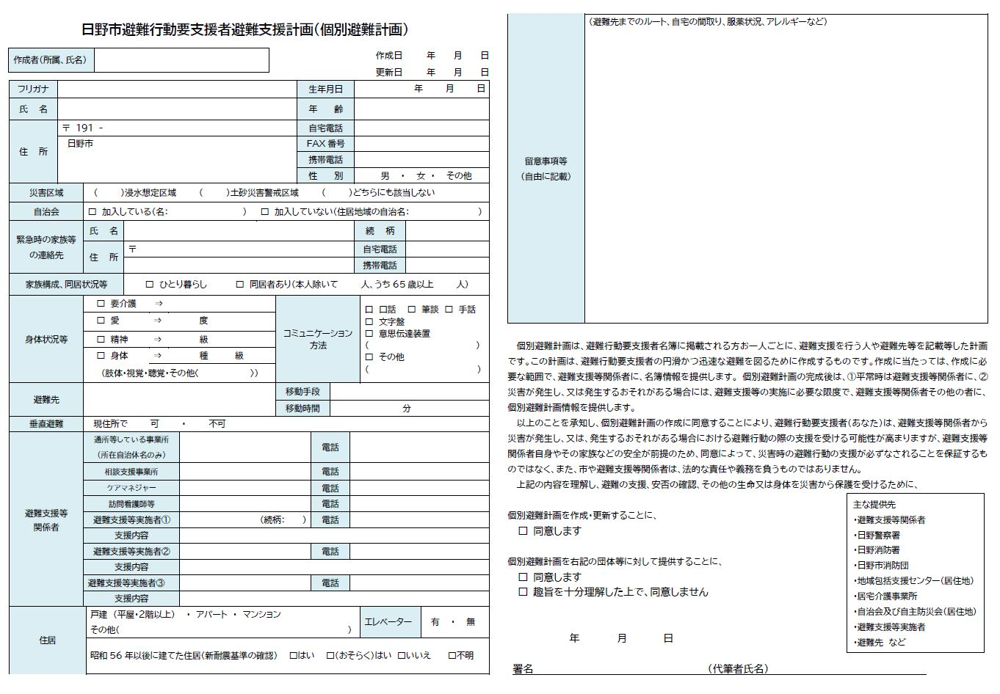 日野市避難行動要支援者避難支援計画(個別避難計画)
作成者(所属、氏名)
作成日 年 月 日
更新日 年 月 日
フリガナ 生年月日 年 月 日
氏 名 年 齢
住 所 〒 191 - 自宅電話
日野市 FAX 番号
携帯電話
性 別 男 ・ 女 ・ その他
災害区域 ( )浸水想定区域 ( )土砂災害警戒区域 ( )どちらにも該当しない
自治会 □ 加入している(名: ) □ 加入していない(住居地域の自治名: )
緊急時の家族等
の連絡先
氏 名 続 柄
住 所 〒 自宅電話
携帯電話
家族構成、同居状況等 □ ひとり暮らし □ 同居者あり(本人除いて 人、うち 65 歳以上 人)
身体状況等
□ 要介護 ⇒
□ 愛 ⇒ 度
□ 精神 ⇒ 級
□ 身体 ⇒ 種 級
(肢体・視覚・聴覚・その他( ))
コミュニケーション
方法
□ 口話 □ 筆談 □ 手話
□ 文字盤
□ 意思伝達装置
( )
□ その他
( )
避難先 移動手段
移動時間 分
垂直避難 現住所で 可 ・ 不可
避難支援等
関係者
通所等している事業所
(所在自治体名のみ) 電話
相談支援事業所 電話
ケアマネジャー 電話
訪問看護師等 電話
避難支援等実施者① (続柄: ) 電話
支援内容
避難支援等実施者② 電話
支援内容
避難支援等実施者③ 電話
支援内容
住居
戸建 (平屋・2階以上) ・ アパート ・ マンション
その他( )
エレベーター 有 ・ 無
昭和 56 年以後に建てた住居(新耐震基準の確認) □はい □(おそらく)はい □いいえ □不明
留意事項等
(自由に記載)
(避難先までのルート、自宅の間取り、服薬状況、アレルギーなど)
個別避難計画は、避難行動要支援者名簿に掲載される方お一人ごとに、避難支援を行う人や避難先等を記載等した計画
です。この計画は、避難行動要支援者の円滑かつ迅速な避難を図るために作成するものです。作成に当たっては、作成に必
要な範囲で、避難支援等関係者に、名簿情報を提供します。 個別避難計画の完成後は、①平常時は避難支援等関係者に、②
災害が発生し、又は発生するおそれがある場合には、避難支援等の実施に必要な限度で、避難支援等関係者その他の者に、
個別避難計画情報を提供します。
以上のことを承知し、個別避難計画の作成に同意することにより、避難行動要支援者(あなた)は、避難支援等関係者から
災害が発生し、又は、発生するおそれがある場合における避難行動の際の支援を受ける可能性が高まりますが、避難支援等
関係者自身やその家族などの安全が前提のため、同意によって、災害時の避難行動の支援が必ずなされることを保証するも
のではなく、また、市や避難支援等関係者は、法的な責任や義務を負うものではありません。
上記の内容を理解し、避難の支援、安否の確認、その他の生命又は身体を災害から保護を受けるために、
個別避難計画を作成・更新することに、
□ 同意します
個別避難計画を右記の団体等に対して提供することに、
□ 同意します
□ 趣旨を十分理解した上で、同意しません
主な提供先
・避難支援等関係者
・日野警察署
・日野消防署
・日野市消防団
・地域包括支援センター(居住地)
・居宅介護事業所
・自治会及び自主防災会(居住地)
・避難支援等実施者
・避難先 など
年 月 日
署名 (代筆者氏名)